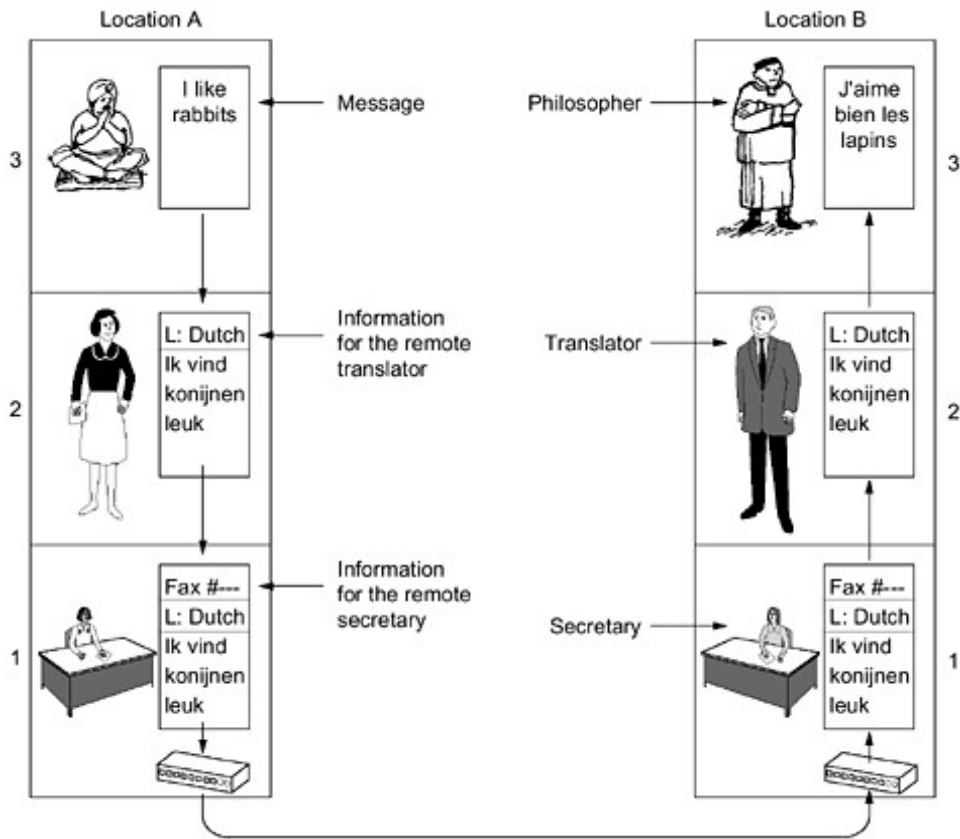 Location A
Location B
I like
rabbits
Message
Philosopher
J'aime
bien les
lapins
3
3
L: Dutch
Ik vind
konijnen
leuk
Information
for the remote
translator
Translator
L: Dutch
Ik vind
konijnen
leuk
2
2
Fax #---
L: Dutch
Ik vind
konijnen
leuk
Information
for the remote
secretary
Secretary
Fax #---
L: Dutch
Ik vind
konijnen
leuk
1
1